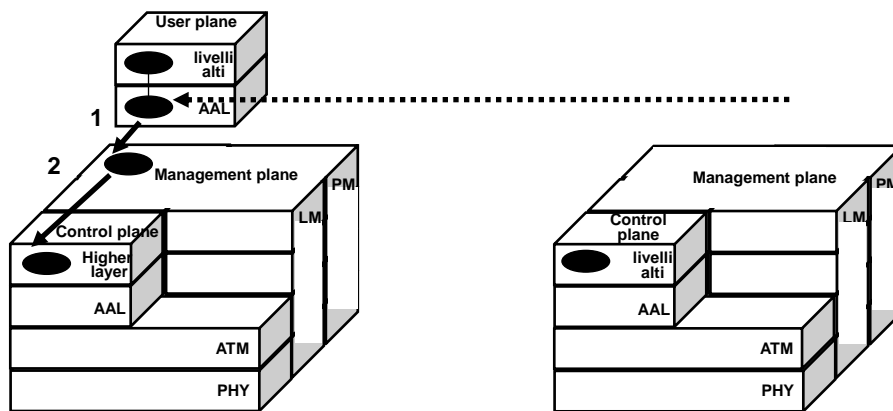 User plane
livelli
alti
AAL
1
2
Management plane
PM
LM
Control plane
Higher
layer
AAL
ATM
PHY
Management plane
PM
LM
Control
plane
livelli
alti
AAL
ATM
PHY